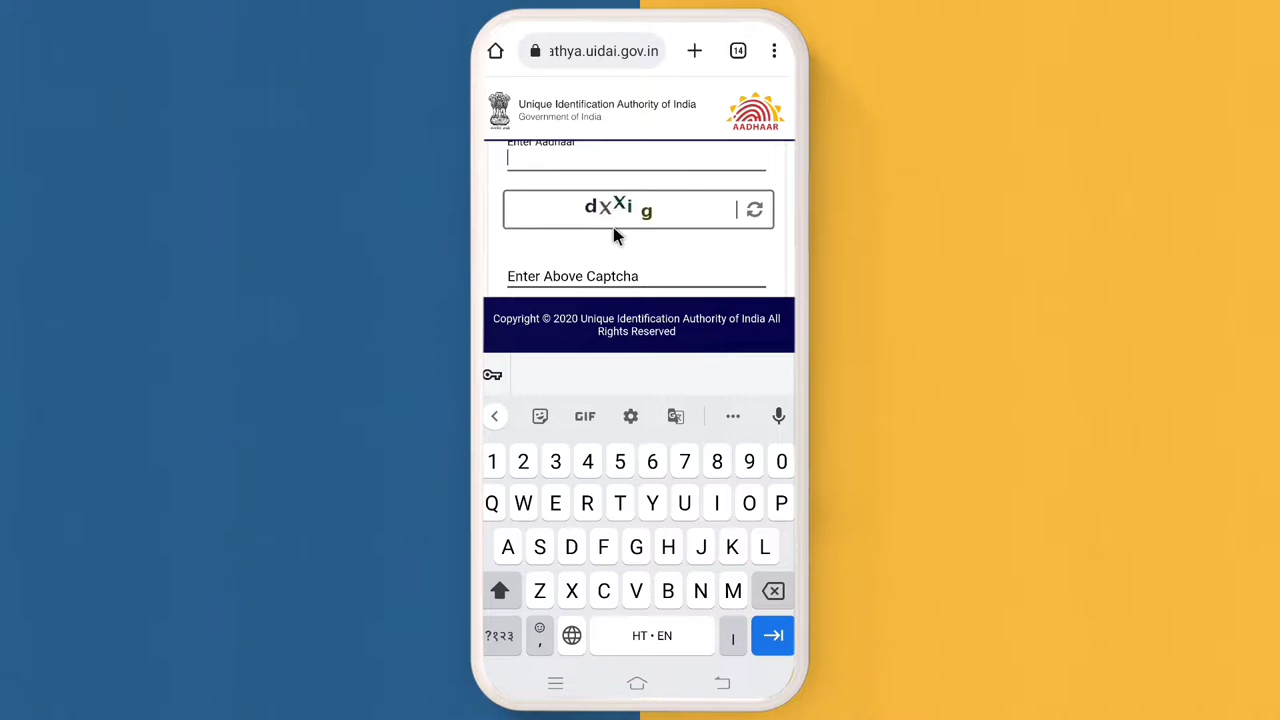 athya.uidai.gov.in
14
Unique Identification Authority of India
Government of India
AADHAAR
Enter Aadhaar
dXXi g
Enter Above Captcha
Copyright © 2020 Unique Identification Authority of India All
Rights Reserved
GIF
1 2 3 4 5 6 7 8 9 0
Q W E R T Y U I O P
A S D F G H J K L
Z X C V B N M
?१२३ , HT • EN |